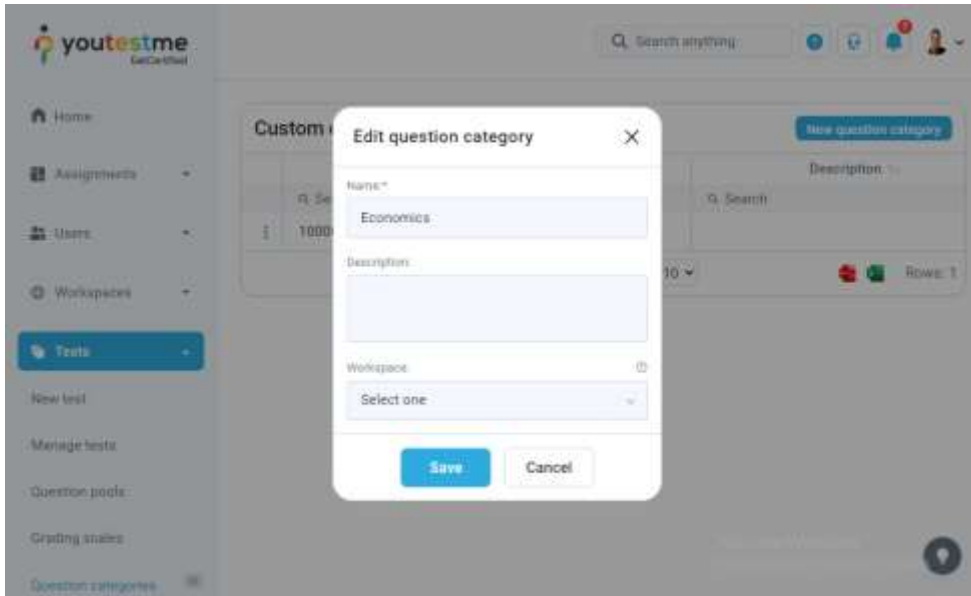 youtestme
GetCertified
Search anything
Home
Assignments
Users
Workspaces
Tests
New test
Manage tests
Question pools
Grading scales
Question categories
Custom
New question category
Description
Search
1000
10
Rows: 1
Edit question category
Name:*
Economics
Description:
Workspace:
Select one
Save
Cancel